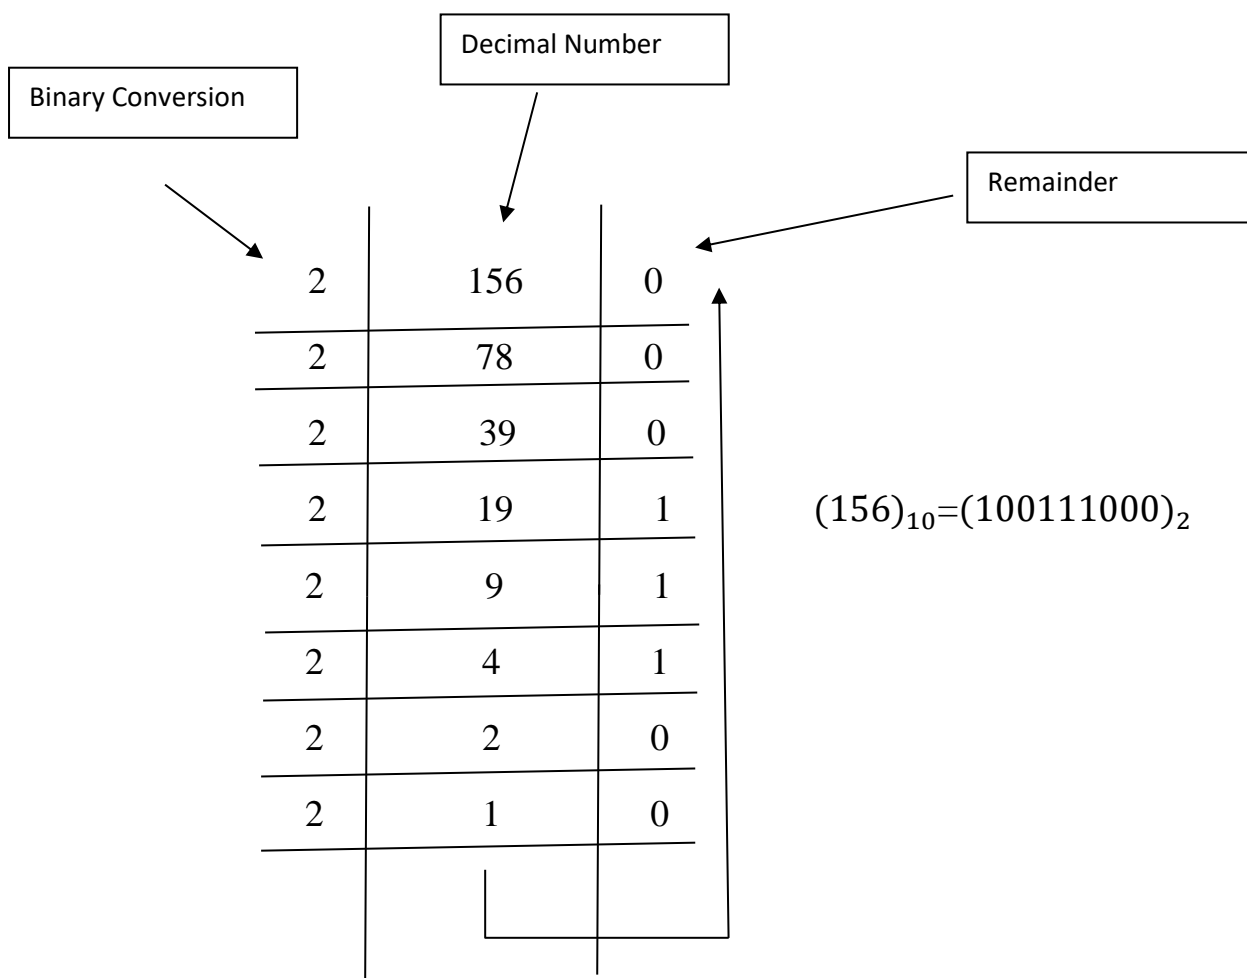 Decimal Number
Binary Conversion
Remainder
2 156 0
2 78 0
2 39 0
2 19 1
(156)₁₀=(100111000)₂
2 9 1
2 4 1
2 2 0
2 1 0